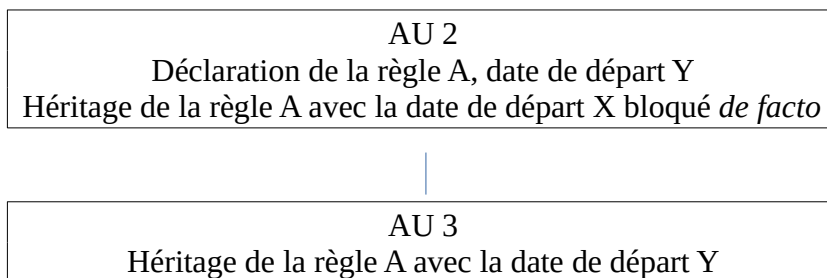 AU 2
Déclaration de la règle A, date de départ Y
Héritage de la règle A avec la date de départ X bloqué de facto
AU 3
Héritage de la règle A avec la date de départ Y